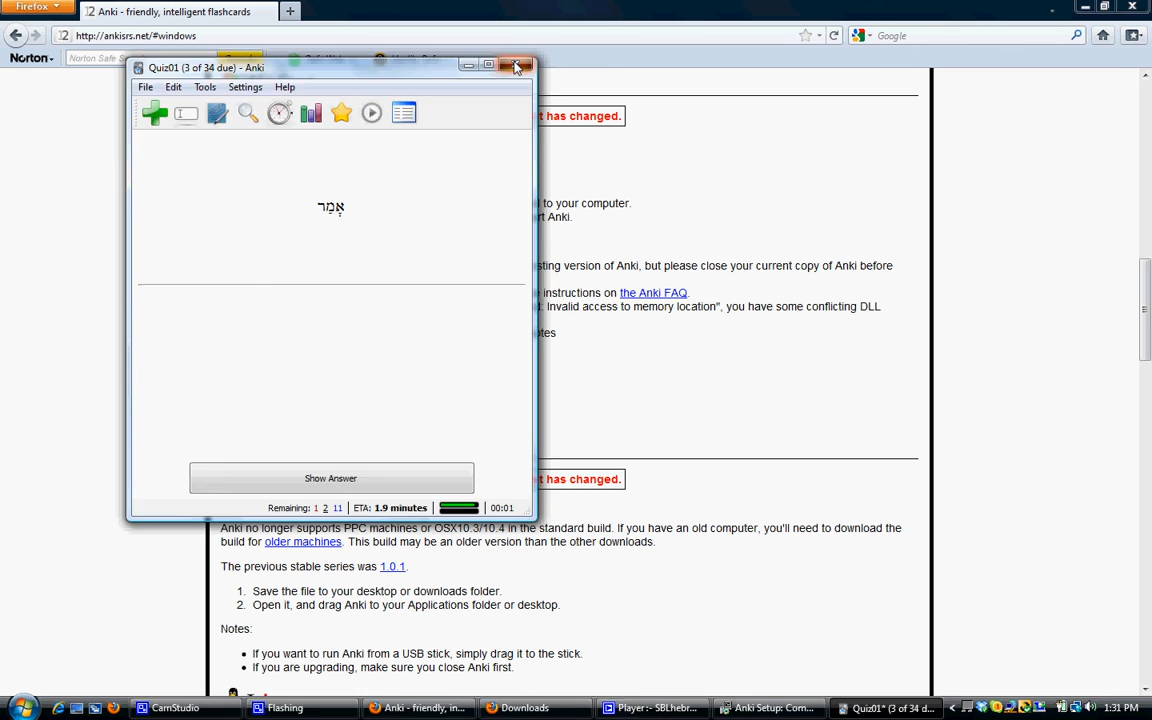 Firefox
Anki - friendly, intelligent flashcards
http://ankisrs.net/#windows
Google
Norton
Norton Safe
Quiz01 (3 of 34 due) - Anki
File Edit Tools Settings Help
has changed.
אָמַר
to your computer.
rt Anki.
sting version of Anki, but please close your current copy of Anki before
e instructions on the Anki FAQ.
d: Invalid access to memory location", you have some conflicting DLL
otes
Show Answer
has changed.
Remaining: 1 2 11 ETA: 1.9 minutes 00:01
Anki no longer supports PPC machines or OSX10.3/10.4 in the standard build. If you have an old computer, you'll need to download the
build for older machines. This build may be an older version than the other downloads.
The previous stable series was 1.0.1.
1. Save the file to your desktop or downloads folder.
2. Open it, and drag Anki to your Applications folder or desktop.
Notes:
If you want to run Anki from a USB stick, simply drag it to the stick.
If you are upgrading, make sure you close Anki first.
CamStudio Flashing Anki - friendly, in... Downloads Player :- SBLhebr... Anki Setup: Com... Quiz01* (3 of 34 d... 1:31 PM